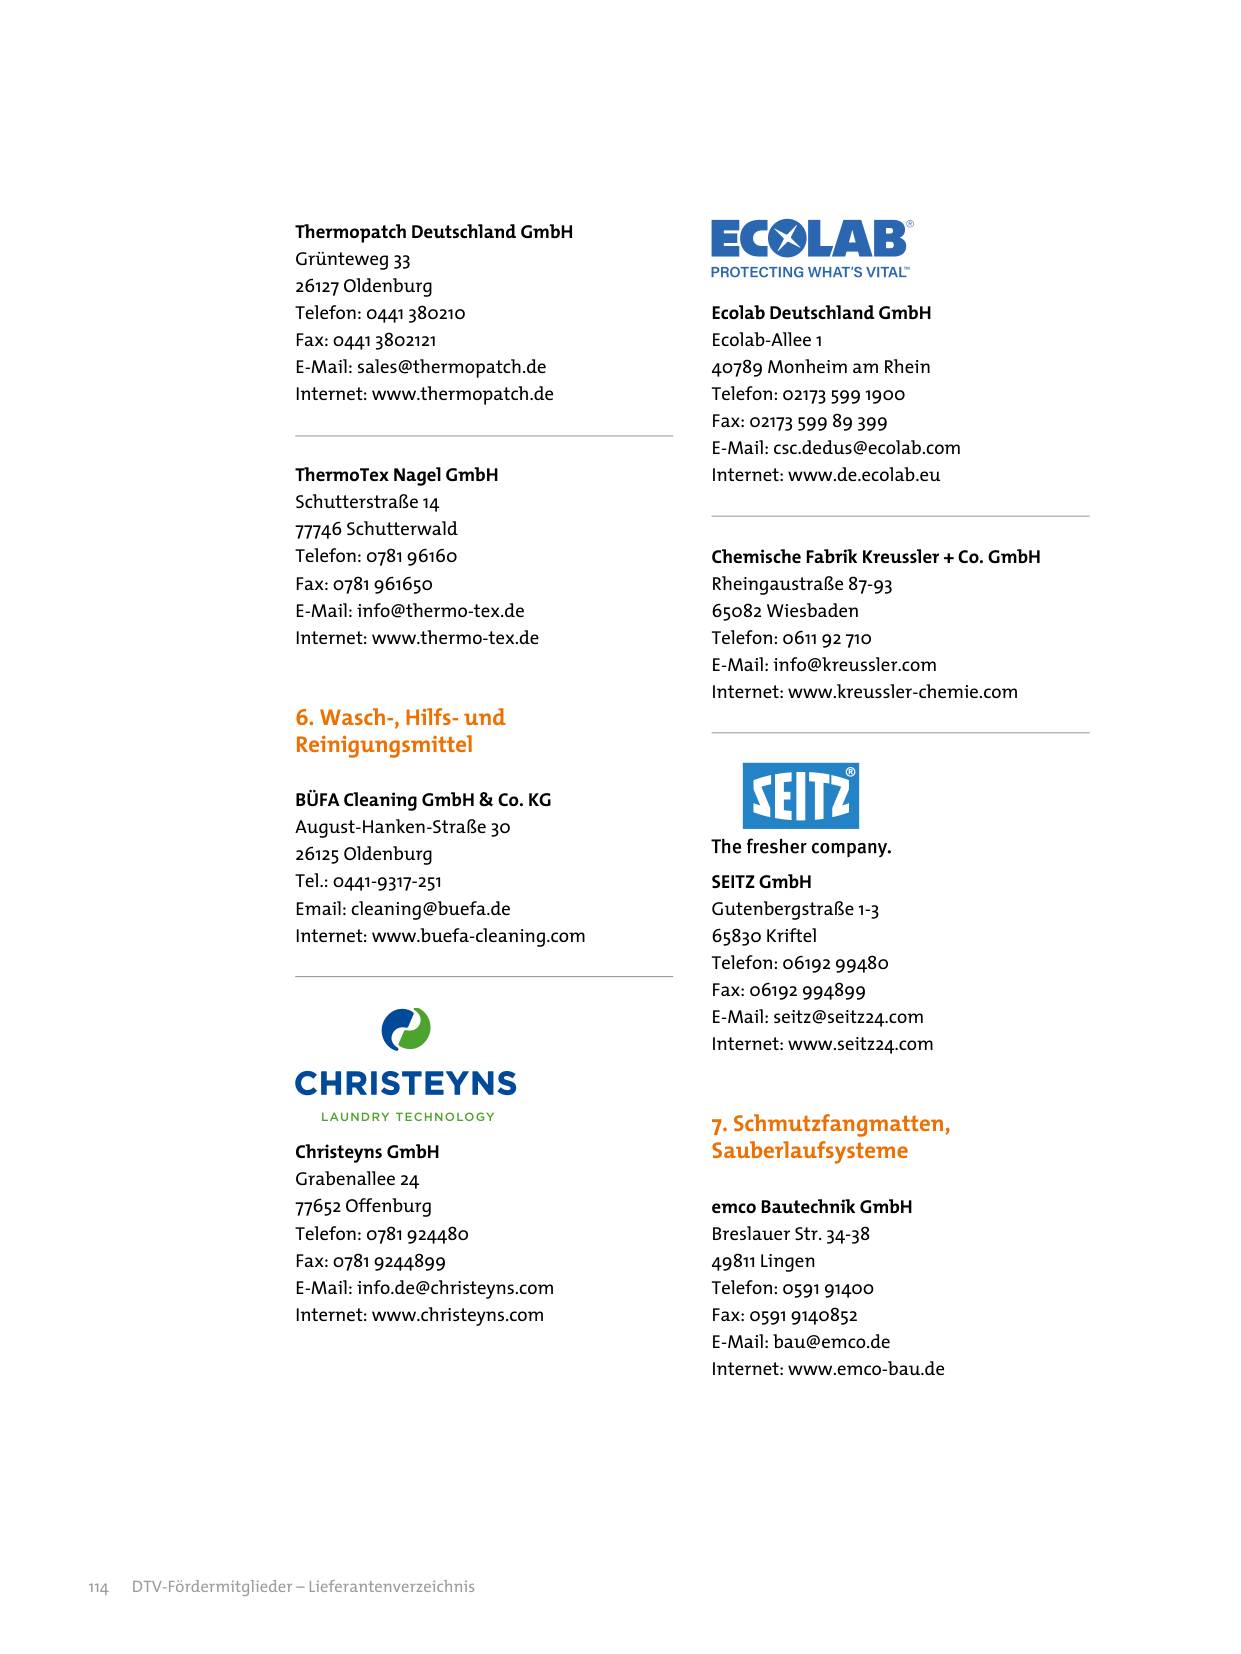 Thermopatch Deutschland GmbH
Grünteweg 33
26127 Oldenburg
Telefon: 0441 380210
Fax: 0441 3802121
E-Mail: sales@thermopatch.de
Internet: www.thermopatch.de
ThermoTex Nagel GmbH
Schutterstraße 14
77746 Schutterwald
Telefon: 0781 96160
Fax: 0781 961650
E-Mail: info@thermo-tex.de
Internet: www.thermo-tex.de
6. Wasch-, Hilfs- und
Reinigungsmittel
BÜFA Cleaning GmbH & Co. KG
August-Hanken-Straße 30
26125 Oldenburg
Tel.: 0441-9317-251
Email: cleaning@buefa.de
Internet: www.buefa-cleaning.com
CHRISTEYNS
LAUNDRY TECHNOLOGY
Christeyns GmbH
Grabenallee 24
77652 Offenburg
Telefon: 0781 924480
Fax: 0781 9244899
E-Mail: info.de@christeyns.com
Internet: www.christeyns.com
ECOLAB®
PROTECTING WHAT'S VITAL™
Ecolab Deutschland GmbH
Ecolab-Allee 1
40789 Monheim am Rhein
Telefon: 02173 599 1900
Fax: 02173 599 89 399
E-Mail: csc.dedus@ecolab.com
Internet: www.de.ecolab.eu
Chemische Fabrik Kreussler + Co. GmbH
Rheingaustraße 87-93
65082 Wiesbaden
Telefon: 0611 92 710
E-Mail: info@kreussler.com
Internet: www.kreussler-chemie.com
SEITZ®
The fresher company.
SEITZ GmbH
Gutenbergstraße 1-3
65830 Kriftel
Telefon: 06192 99480
Fax: 06192 994899
E-Mail: seitz@seitz24.com
Internet: www.seitz24.com
7. Schmutzfangmatten,
Sauberlaufsysteme
emco Bautechnik GmbH
Breslauer Str. 34-38
49811 Lingen
Telefon: 0591 91400
Fax: 0591 9140852
E-Mail: bau@emco.de
Internet: www.emco-bau.de
114 DTV-Fördermitglieder – Lieferantenverzeichnis